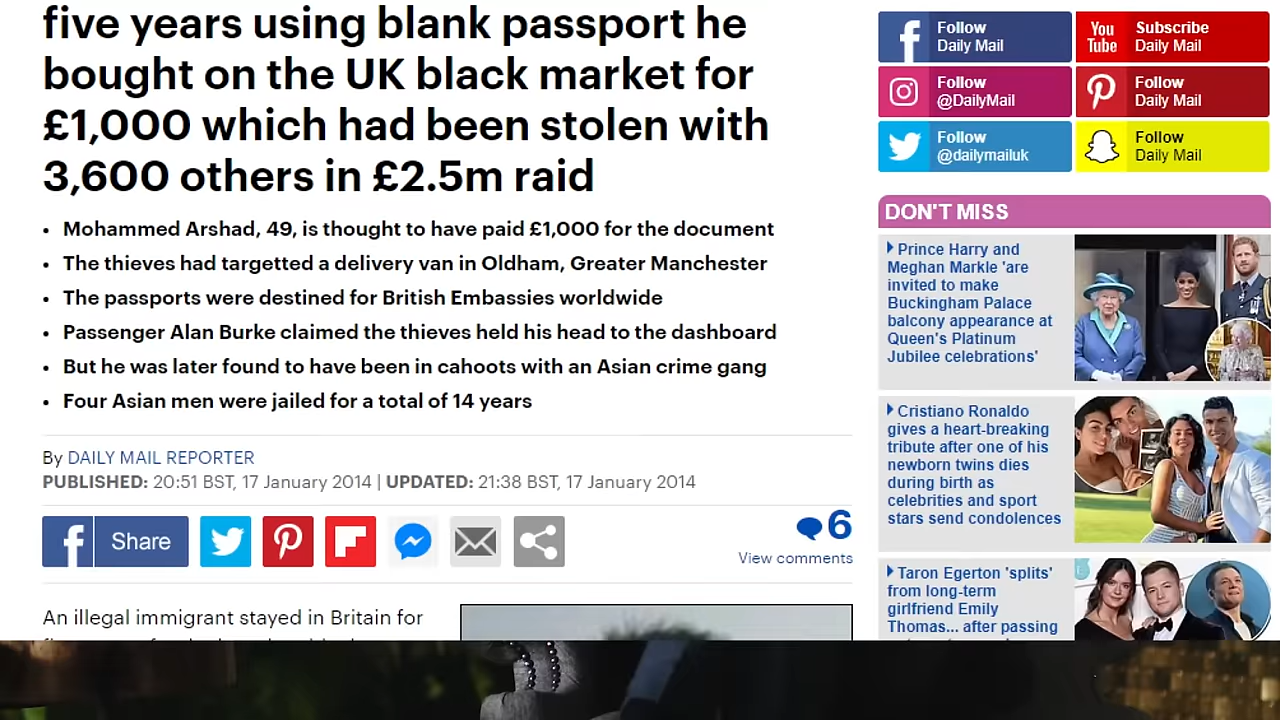 five years using blank passport he
bought on the UK black market for
£1,000 which had been stolen with
3,600 others in £2.5m raid
• Mohammed Arshad, 49, is thought to have paid £1,000 for the document
• The thieves had targetted a delivery van in Oldham, Greater Manchester
• The passports were destined for British Embassies worldwide
• Passenger Alan Burke claimed the thieves held his head to the dashboard
• But he was later found to have been in cahoots with an Asian crime gang
• Four Asian men were jailed for a total of 14 years
By DAILY MAIL REPORTER
PUBLISHED: 20:51 BST, 17 January 2014 | UPDATED: 21:38 BST, 17 January 2014
Share
6
View comments
An illegal immigrant stayed in Britain for
Follow
Daily Mail
You
Tube
Subscribe
Daily Mail
Follow
@DailyMail
Follow
Daily Mail
Follow
@dailymailuk
Follow
Daily Mail
DON'T MISS
Prince Harry and
Meghan Markle 'are
invited to make
Buckingham Palace
balcony appearance at
Queen's Platinum
Jubilee celebrations'
Cristiano Ronaldo
gives a heart-breaking
tribute after one of his
newborn twins dies
during birth as
celebrities and sport
stars send condolences
Taron Egerton 'splits'
from long-term
girlfriend Emily
Thomas... after passing